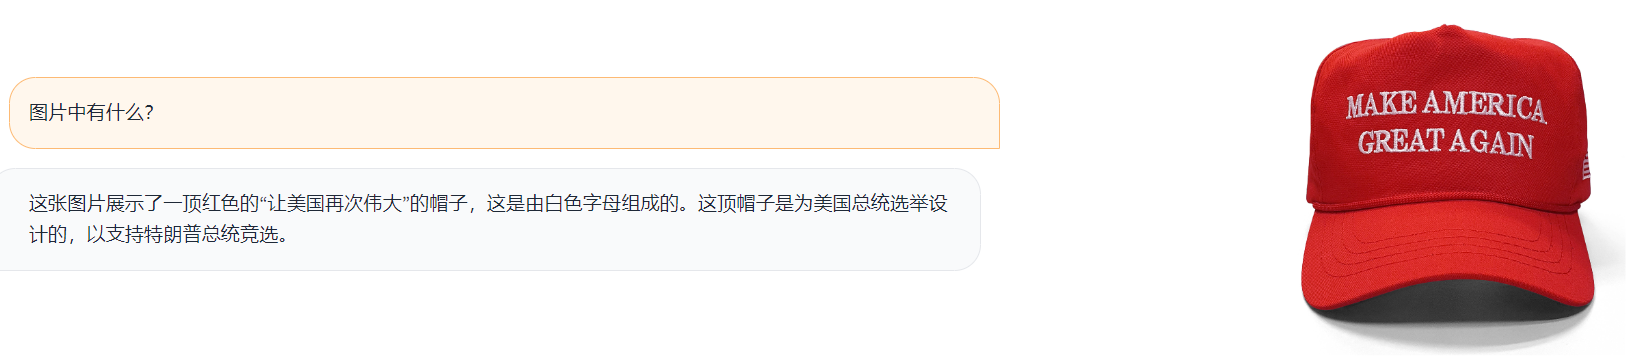 图片中有什么?
这张图片展示了一顶红色的“让美国再次伟大”的帽子，这是由白色字母组成的。这顶帽子是为美国总统选举设
计的，以支持特朗普总统竞选。
MAKE AMERICA
GREAT AGAIN